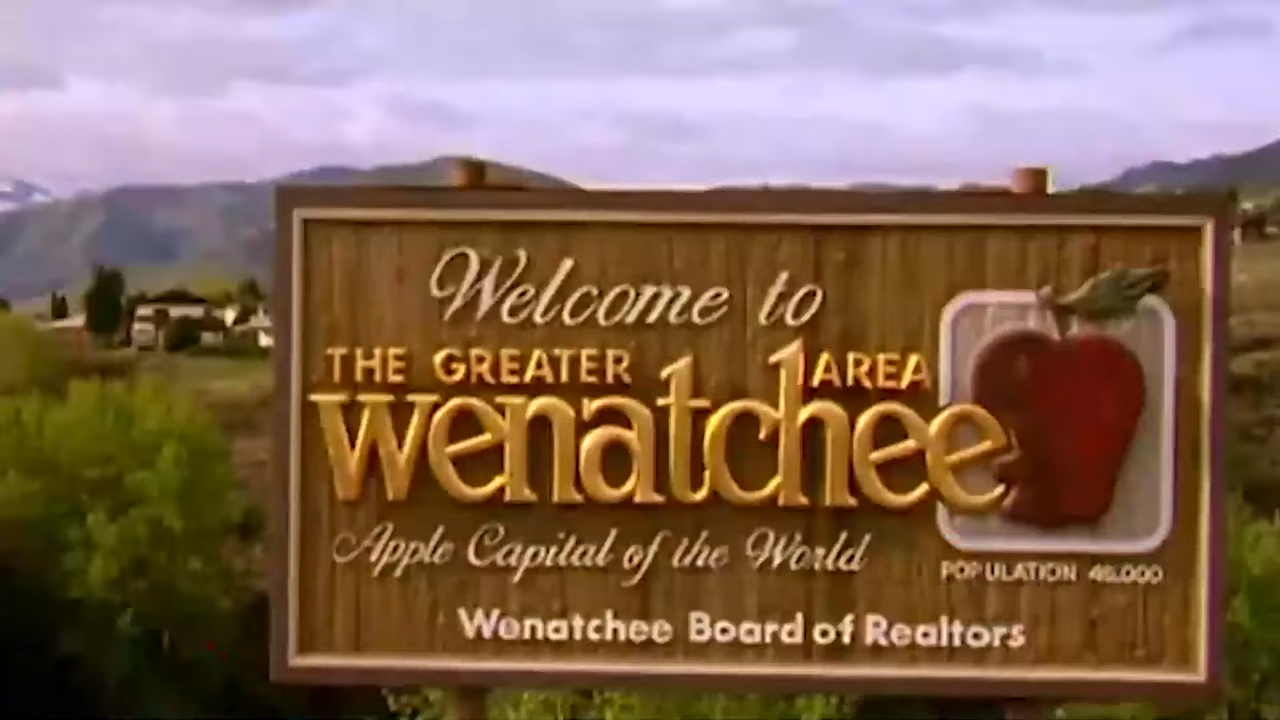 Welcome to
THE GREATER AREA
wenatchee
Apple Capital of the World
POPULATION 46,000
Wenatchee Board of Realtors